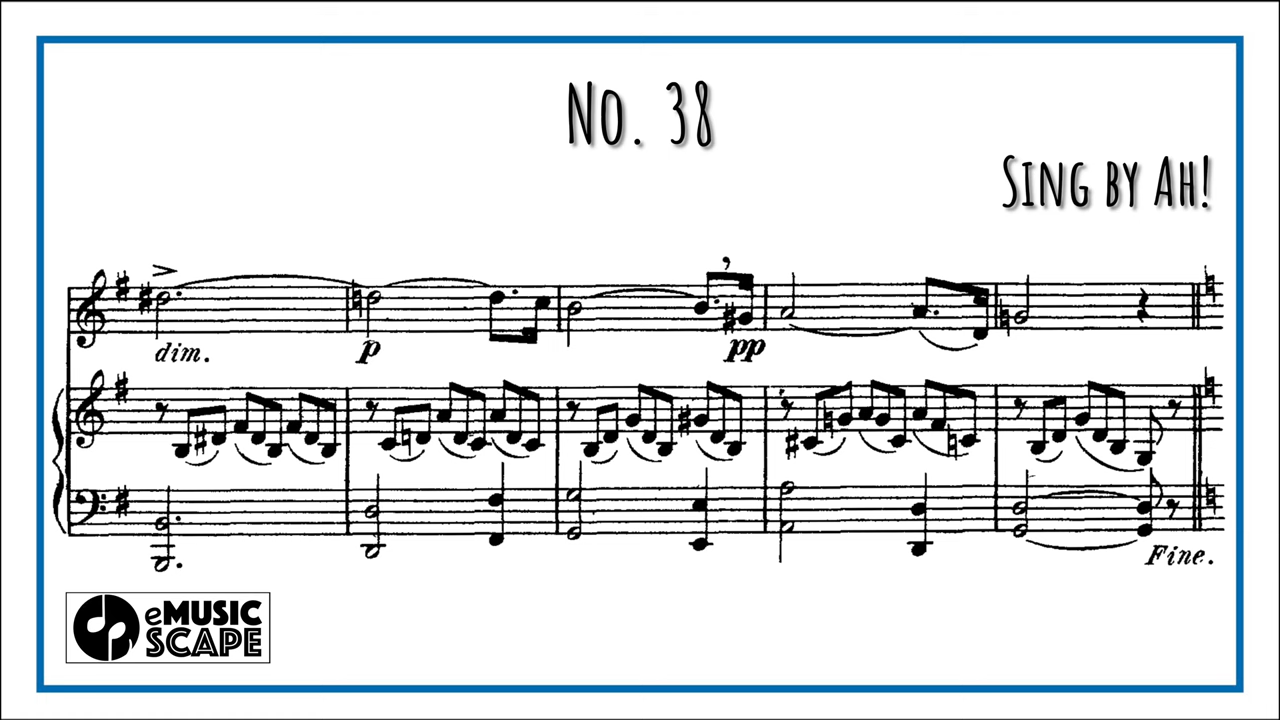 No. 38
Sing by Ah!
dim.
p
pp
Fine.
eMUSIC
SCAPE